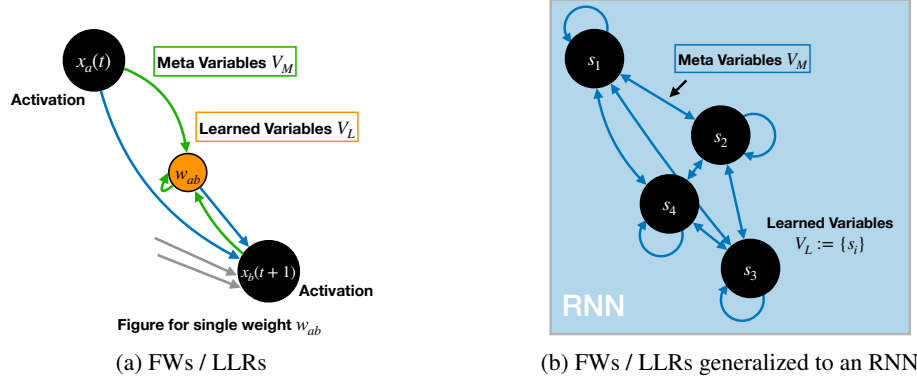 x_a(t)
Activation
Meta Variables V_M
Learned Variables V_L
w_ab
x_b(t + 1)
Activation
Figure for single weight w_ab
(a) FWs / LLRs
s_1
Meta Variables V_M
s_2
s_4
Learned Variables
V_L := {s_i}
s_3
RNN
(b) FWs / LLRs generalized to an RNN